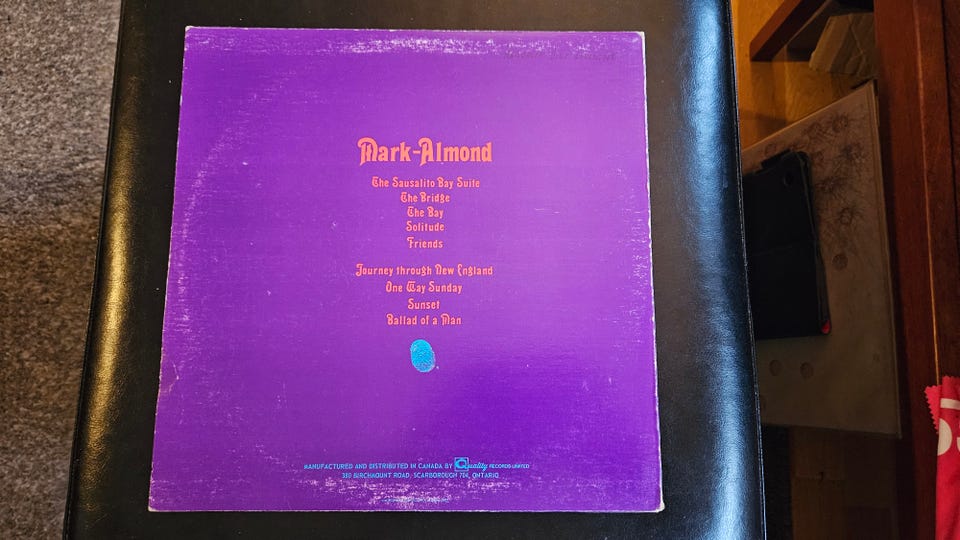 Mark-Almond
The Sausalito Bay Suite
The Bridge
The Bay
Solitude
Friends
Journey through New England
One Way Sunday
Sunset
Ballad of a Man
MANUFACTURED AND DISTRIBUTED IN CANADA BY Quality RECORDS LIMITED
380 BIRCHMOUNT ROAD, SCARBOROUGH 704, ONTARIO